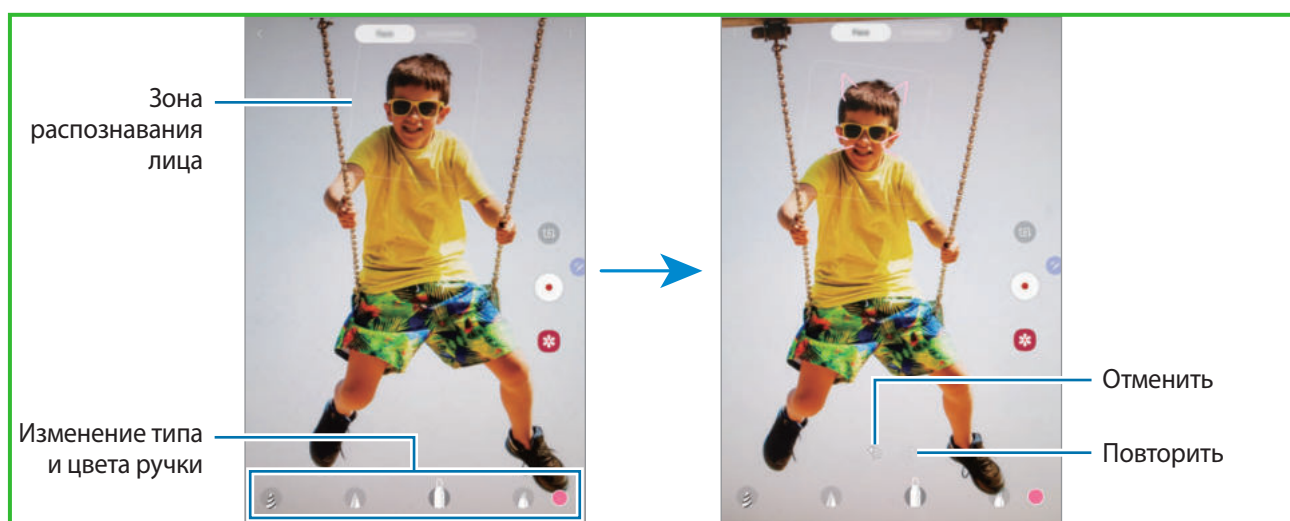 Зона
распознавания
лица
Изменение типа
и цвета ручки
Отменить
Повторить